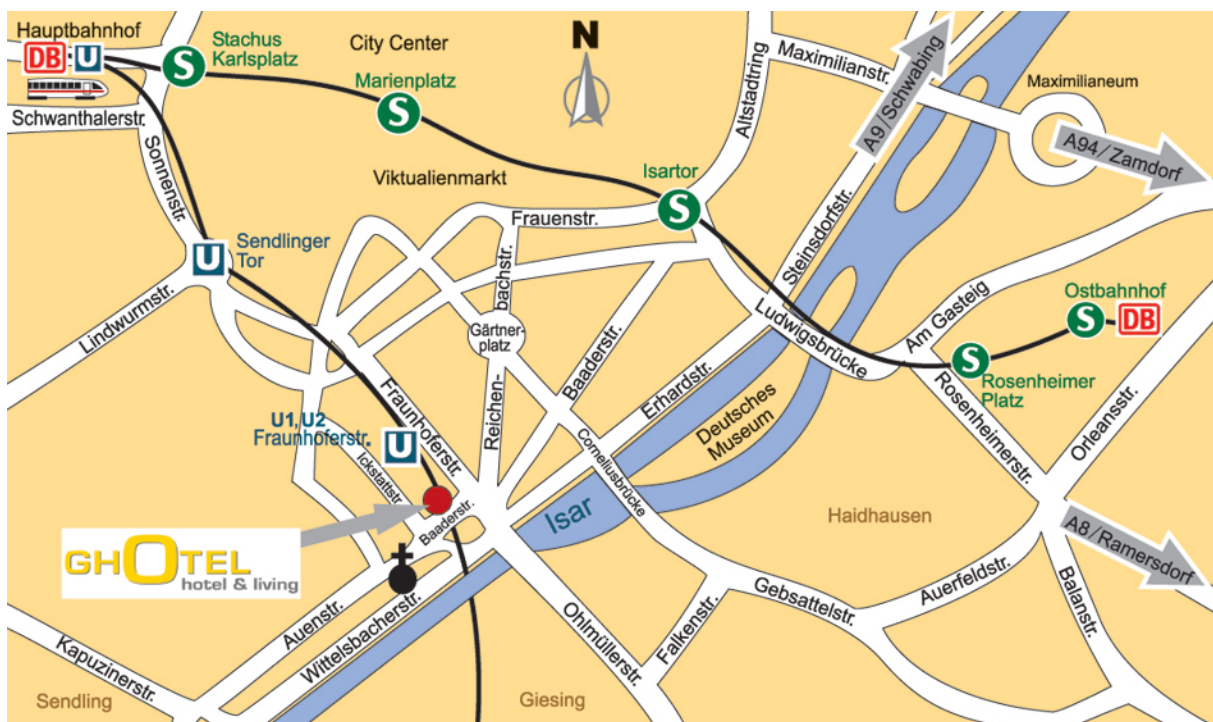 Hauptbahnhof
DB U
Schwanthalerstr.
S Stachus
Karlsplatz
City Center
Marienplatz
S
N
Maximilianstr.
Altstadtring
A9/Schwabing
Maximilianeum
A94/Zamdorf
Sonnenstr.
Viktualienmarkt
Isartor
S
Frauenstr.
U Sendlinger
Tor
Lindwurmstr.
Reichen-
bachstr.
Gärtner-
platz
Baaderstr.
Steinsdorfstr.
Ludwigsbrücke
Am Gasteig
Ostbahnhof
S DB
S
Rosenheimer
Platz
Rosenheimerstr.
Orleansstr.
Erhardstr.
Deutsches
Museum
Fraunhoferstr.
U1, U2
Fraunhoferstr.
U
Ickstattstr.
Baaderstr.
Corneliusbrücke
Isar
Haidhausen
A8/Ramersdorf
GHOTEL
hotel & living
Auenstr.
Wittelsbacherstr.
Ohlmüllerstr.
Falkenstr.
Gebsattelstr.
Auerfeldstr.
Balanstr.
Kapuzinerstr.
Sendling
Giesing